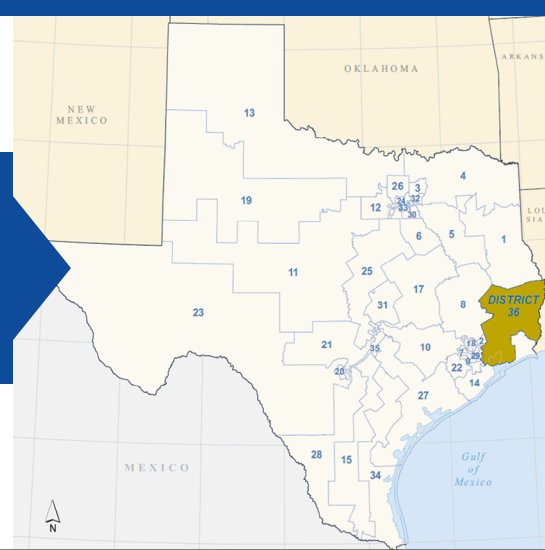 ARKANS
OKLAHOMA
NEW
MEXICO
13
4
26
3
32
24
33
12
30
19
LOU
SIA
6
5
1
25
11
17
31
8
DISTRICT
36
23
21
35
10
18
2
7
29
9
20
22
14
27
28
15
34
MEXICO
Gulf
of
Mexico
N